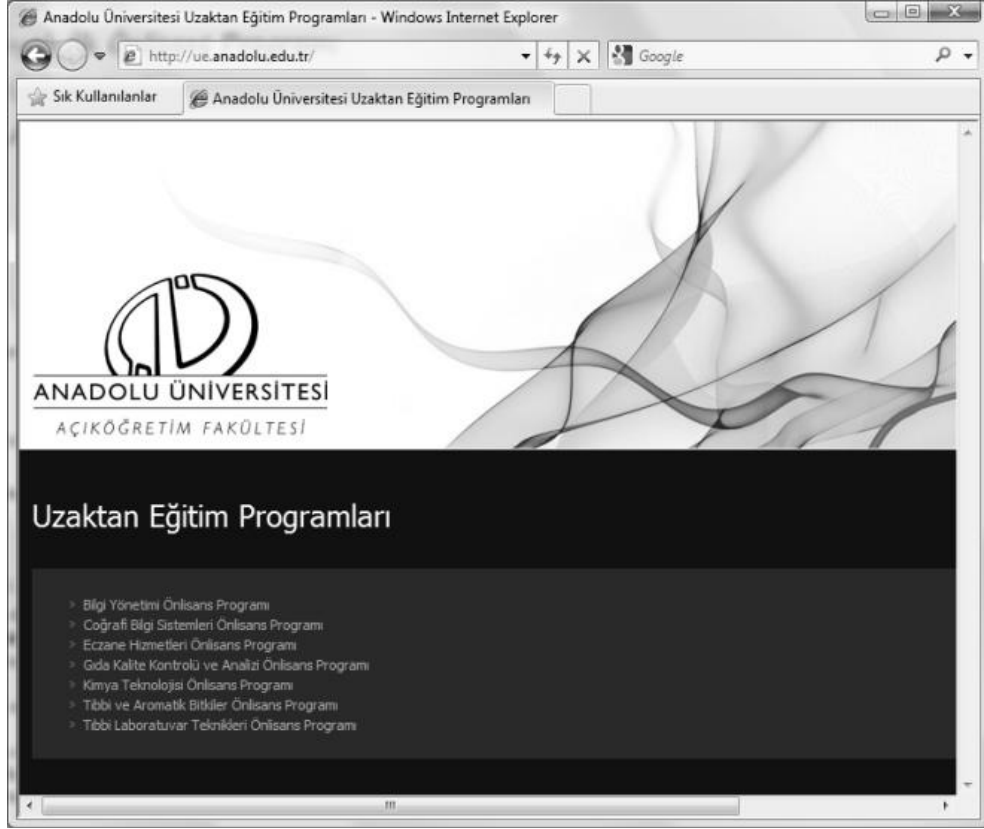 Anadolu Üniversitesi Uzaktan Eğitim Programları - Windows Internet Explorer
http://ue.anadolu.edu.tr/
Google
Sık Kullanılanlar
Anadolu Üniversitesi Uzaktan Eğitim Programları
ANADOLU ÜNİVERSİTESİ
AÇIKÖĞRETİM FAKÜLTESİ
Uzaktan Eğitim Programları
Bilgi Yönetimi Önlisans Programı
Coğrafi Bilgi Sistemleri Önlisans Programı
Eczane Hizmetleri Önlisans Programı
Gıda Kalite Kontrolü ve Analizi Önlisans Programı
Kimya Teknolojisi Önlisans Programı
Tıbbi ve Aromatik Bitkiler Önlisans Programı
Tıbbi Laboratuvar Teknikleri Önlisans Programı